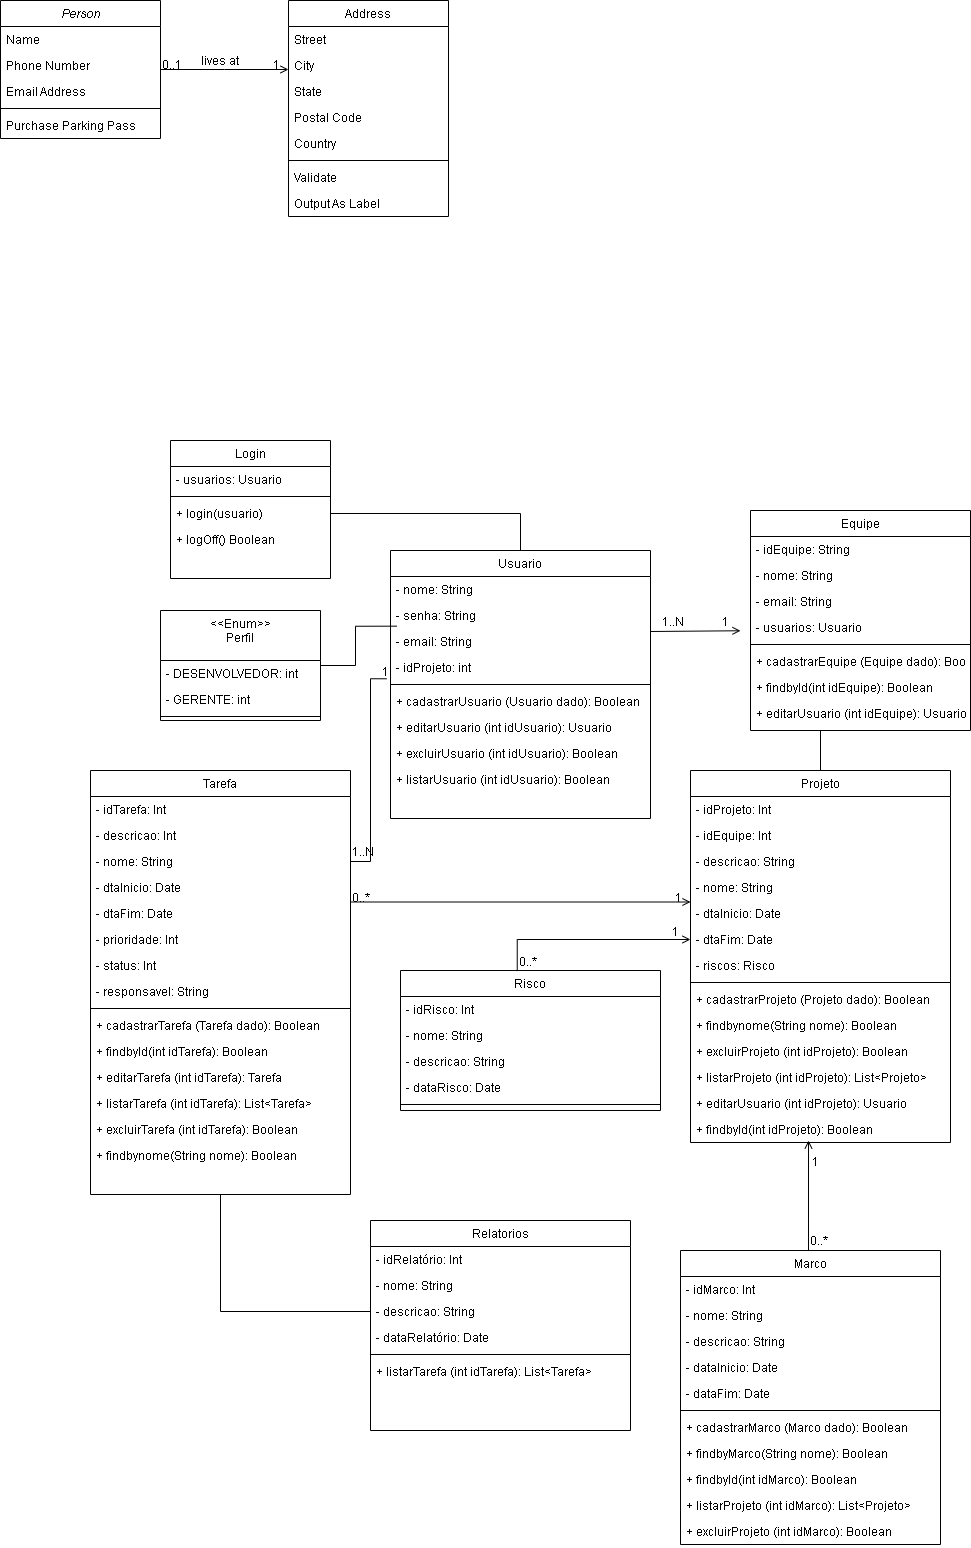 Person
Name
Phone Number
Email Address
Purchase Parking Pass
0..1
lives at
1
Address
Street
City
State
Postal Code
Country
Validate
Output As Label
Login
- usuarios: Usuario
+ login(usuario)
+ logOff() Boolean
<<Enum>>
Perfil
- DESENVOLVEDOR: int
- GERENTE: int
Usuario
- nome: String
- senha: String
- email: String
- idProjeto: int
+ cadastrarUsuario (Usuario dado): Boolean
+ editarUsuario (int idUsuario): Usuario
+ excluirUsuario (int idUsuario): Boolean
+ listarUsuario (int idUsuario): Boolean
1..N
1
Equipe
- idEquipe: String
- nome: String
- email: String
- usuarios: Usuario
+ cadastrarEquipe (Equipe dado): Boo
+ findbyId(int idEquipe): Boolean
+ editarUsuario (int idEquipe): Usuario
1
1..N
Tarefa
- idTarefa: Int
- descricao: Int
- nome: String
- dtaInicio: Date
- dtaFim: Date
- prioridade: Int
- status: Int
- responsavel: String
+ cadastrarTarefa (Tarefa dado): Boolean
+ findbyId(int idTarefa): Boolean
+ editarTarefa (int idTarefa): Tarefa
+ listarTarefa (int idTarefa): List<Tarefa>
+ excluirTarefa (int idTarefa): Boolean
+ findbynome(String nome): Boolean
0..*
1
Projeto
- idProjeto: Int
- idEquipe: Int
- descricao: String
- nome: String
- dtaInicio: Date
- dtaFim: Date
- riscos: Risco
+ cadastrarProjeto (Projeto dado): Boolean
+ findbynome(String nome): Boolean
+ excluirProjeto (int idProjeto): Boolean
+ listarProjeto (int idProjeto): List<Projeto>
+ editarUsuario (int idProjeto): Usuario
+ findbyId(int idProjeto): Boolean
1
0..*
Risco
- idRisco: Int
- nome: String
- descricao: String
- dataRisco: Date
1
0..*
Relatorios
- idRelatório: Int
- nome: String
- descricao: String
- dataRelatório: Date
+ listarTarefa (int idTarefa): List<Tarefa>
Marco
- idMarco: Int
- nome: String
- descricao: String
- dataInicio: Date
- dataFim: Date
+ cadastrarMarco (Marco dado): Boolean
+ findbyMarco(String nome): Boolean
+ findbyId(int idMarco): Boolean
+ listarProjeto (int idMarco): List<Projeto>
+ excluirProjeto (int idMarco): Boolean